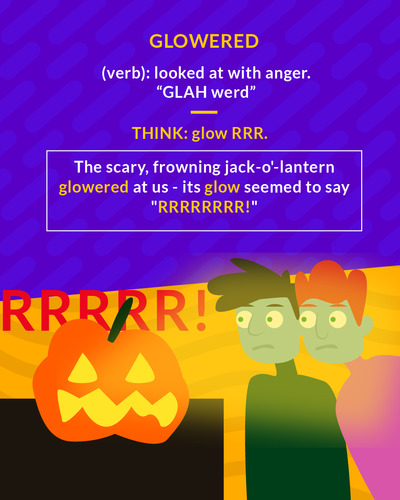 GLOWERED
(verb): looked at with anger.
“GLAH werd”
THINK: glow RRR.
The scary, frowning jack-o'-lantern
glowered at us - its glow seemed to say
"RRRRRRRR!"
RRRRR!